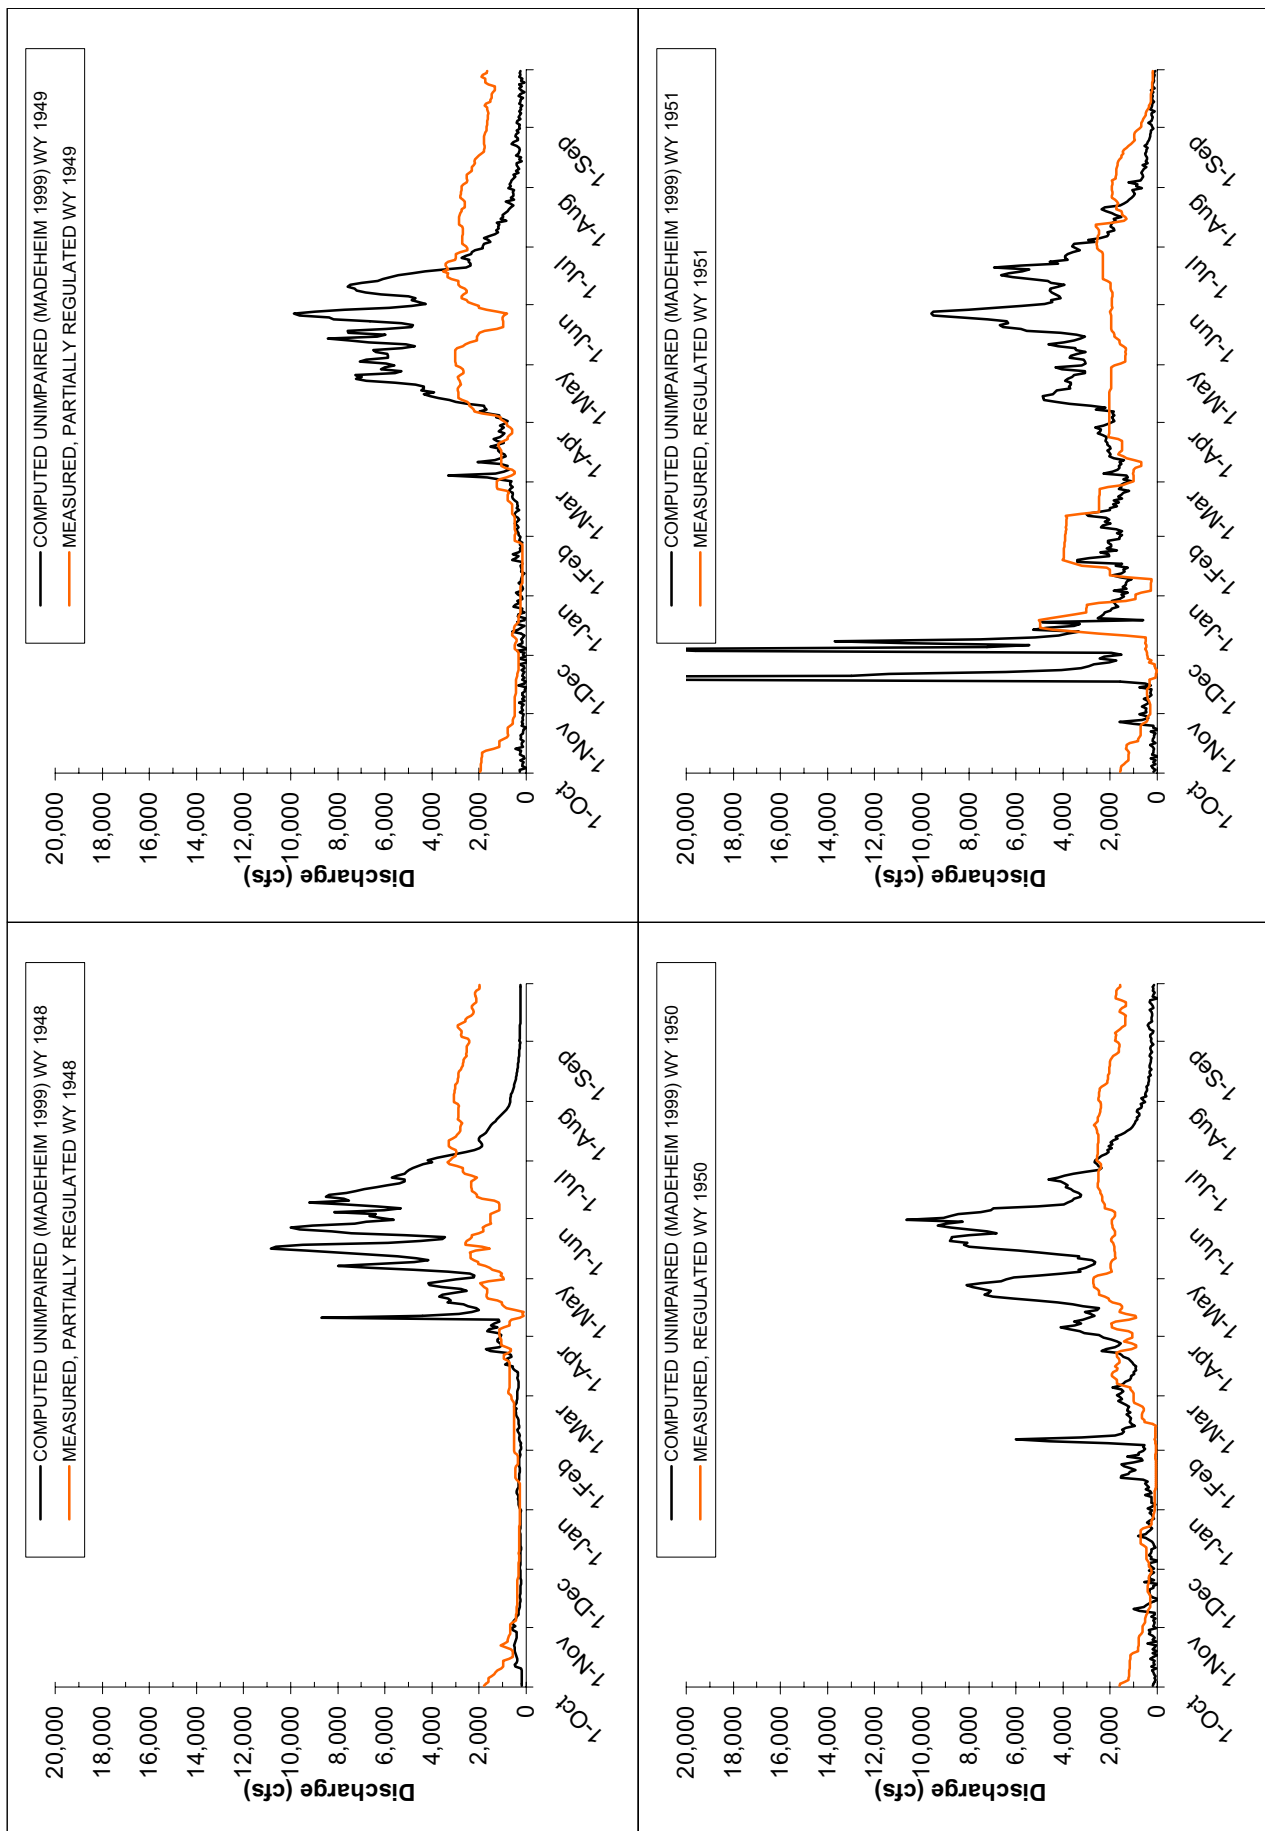 COMPUTED UNIMPAIRED (MADEHEIM 1999) WY 1948
MEASURED, PARTIALLY REGULATED WY 1948
20,000
18,000
16,000
14,000
12,000
10,000
8,000
6,000
4,000
2,000
0
Discharge (cfs)
1-Oct
1-Nov
1-Dec
1-Jan
1-Feb
1-Mar
1-Apr
1-May
1-Jun
1-Jul
1-Aug
1-Sep
COMPUTED UNIMPAIRED (MADEHEIM 1999) WY 1949
MEASURED, PARTIALLY REGULATED WY 1949
20,000
18,000
16,000
14,000
12,000
10,000
8,000
6,000
4,000
2,000
0
Discharge (cfs)
1-Oct
1-Nov
1-Dec
1-Jan
1-Feb
1-Mar
1-Apr
1-May
1-Jun
1-Jul
1-Aug
1-Sep
COMPUTED UNIMPAIRED (MADEHEIM 1999) WY 1950
MEASURED, REGULATED WY 1950
20,000
18,000
16,000
14,000
12,000
10,000
8,000
6,000
4,000
2,000
0
Discharge (cfs)
1-Oct
1-Nov
1-Dec
1-Jan
1-Feb
1-Mar
1-Apr
1-May
1-Jun
1-Jul
1-Aug
1-Sep
COMPUTED UNIMPAIRED (MADEHEIM 1999) WY 1951
MEASURED, REGULATED WY 1951
20,000
18,000
16,000
14,000
12,000
10,000
8,000
6,000
4,000
2,000
0
Discharge (cfs)
1-Oct
1-Nov
1-Dec
1-Jan
1-Feb
1-Mar
1-Apr
1-May
1-Jun
1-Jul
1-Aug
1-Sep